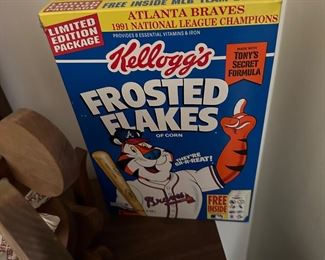 LIMITED
EDITION
PACKAGE
FREE INSIDE MLB TEAM
ATLANTA BRAVES
1991 NATIONAL LEAGUE CHAMPIONS
PROVIDES 8 ESSENTIAL VITAMINS & IRON
Kellogg's
MADE WITH
TONY'S
SECRET
FORMULA
FROSTED
FLAKES
OF CORN
A
THEY'RE
GR-R-REAT!
Braves
FREE
INSIDE